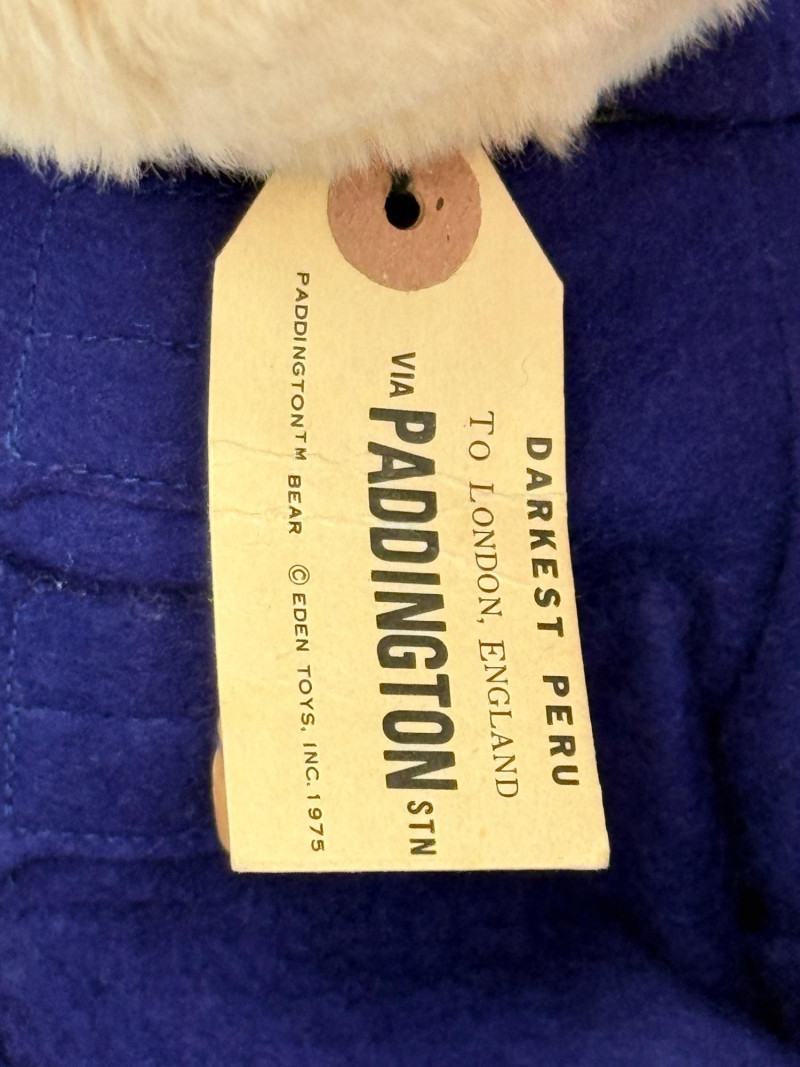 DARKEST PERU
TO LONDON, ENGLAND
VIA PADDINGTON STN
PADDINGTON™ BEAR © EDEN TOYS, INC. 1975